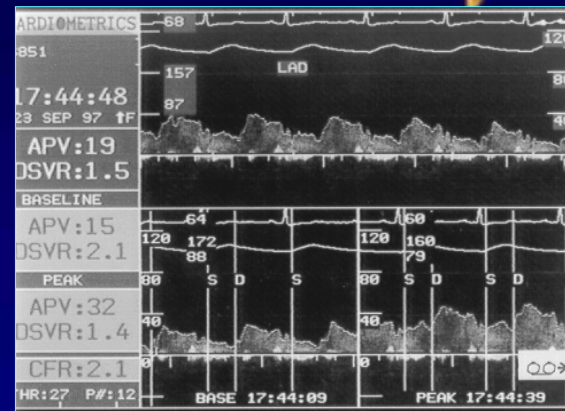 ARDIOMETRICS
851
17:44:48
23 SEP 97 ↑F
APV:19
DSVR:1.5
BASELINE
APV:15
DSVR:2.1
PEAK
APV:32
DSVR:1.4
CFR:2.1
THR:27 P#:12
68
157
87
LAD
120
80
40
64
120
172
88
80
S D S
40
0
BASE 17:44:09
60
120
160
79
80
S D S D
40
0
PEAK 17:44:39